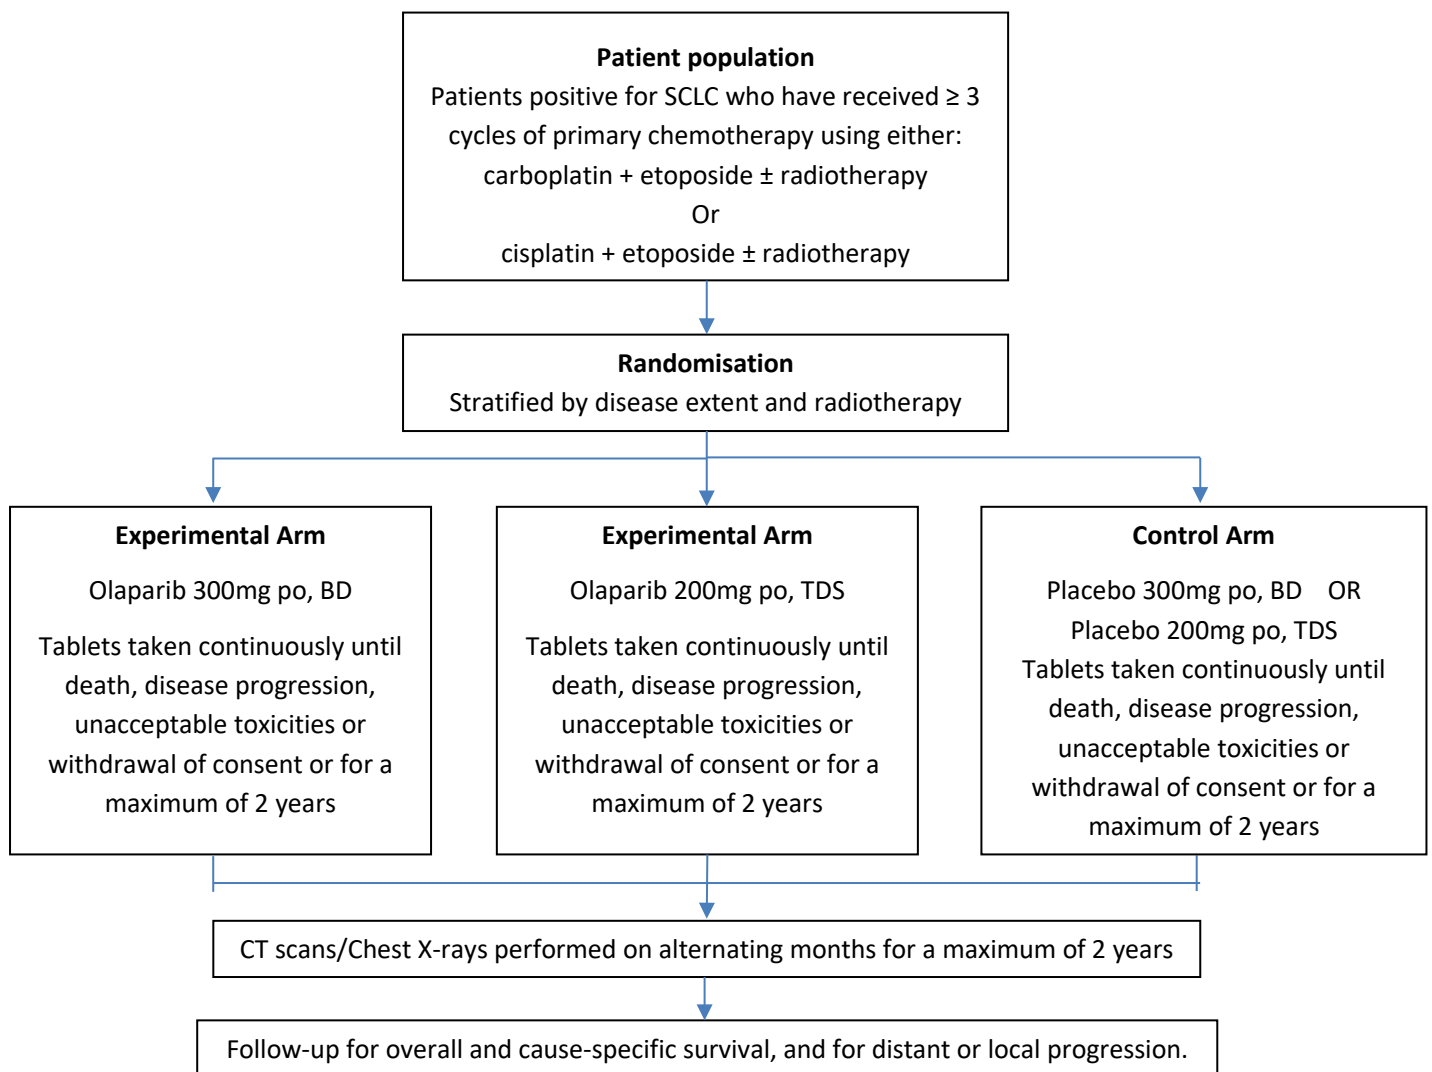 Patient population
Patients positive for SCLC who have received ≥ 3
cycles of primary chemotherapy using either:
carboplatin + etoposide ± radiotherapy
Or
cisplatin + etoposide ± radiotherapy
Randomisation
Stratified by disease extent and radiotherapy
Experimental Arm
Olaparib 300mg po, BD
Tablets taken continuously until
death, disease progression,
unacceptable toxicities or
withdrawal of consent or for a
maximum of 2 years
Experimental Arm
Olaparib 200mg po, TDS
Tablets taken continuously until
death, disease progression,
unacceptable toxicities or
withdrawal of consent or for a
maximum of 2 years
Control Arm
Placebo 300mg po, BD OR
Placebo 200mg po, TDS
Tablets taken continuously until
death, disease progression,
unacceptable toxicities or
withdrawal of consent or for a
maximum of 2 years
CT scans/Chest X-rays performed on alternating months for a maximum of 2 years
Follow-up for overall and cause-specific survival, and for distant or local progression.